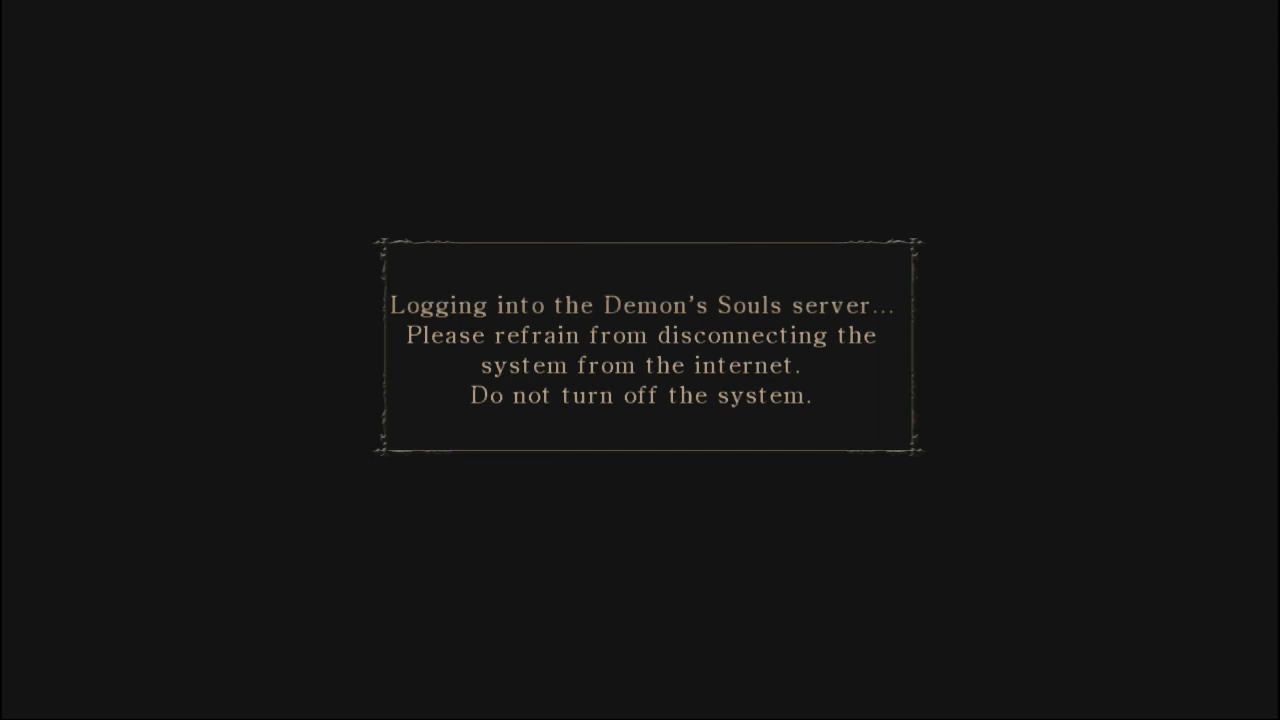 Logging into the Demon’s Souls server...
Please refrain from disconnecting the
system from the internet.
Do not turn off the system.